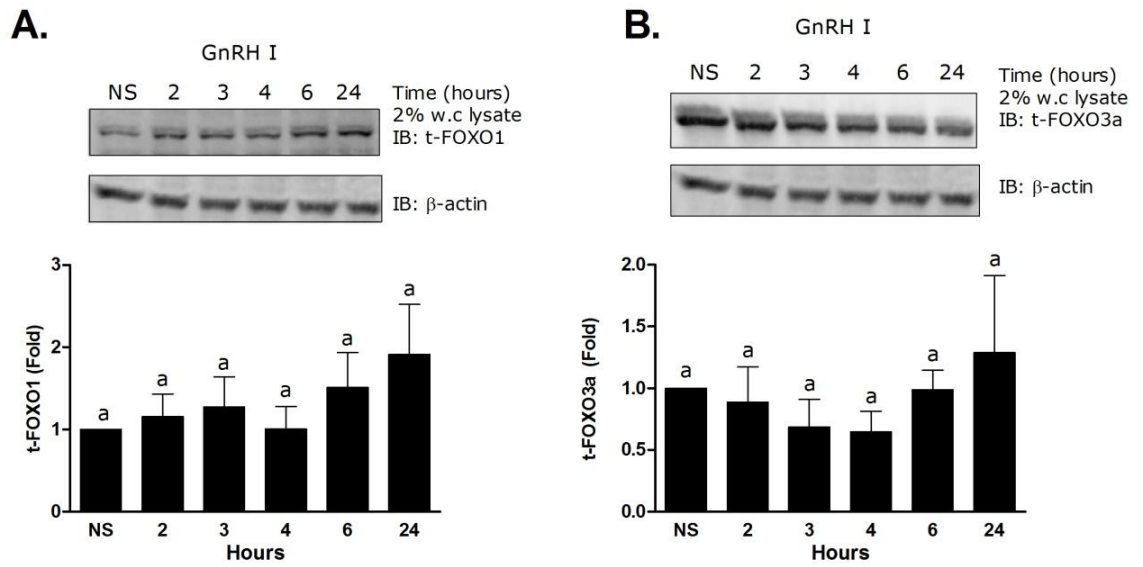 A.
GnRH I
NS 2 3 4 6 24 Time (hours)
2% w.c lysate
IB: t-FOXO1
IB: β-actin
t-FOXO1 (Fold)
3
2
1
0
a a a a a a
NS 2 3 4 6 24
Hours
B.
GnRH I
NS 2 3 4 6 24 Time (hours)
2% w.c lysate
IB: t-FOXO3a
IB: β-actin
t-FOXO3a (Fold)
2.0
1.5
1.0
0.5
0.0
a a a a a a
NS 2 3 4 6 24
Hours